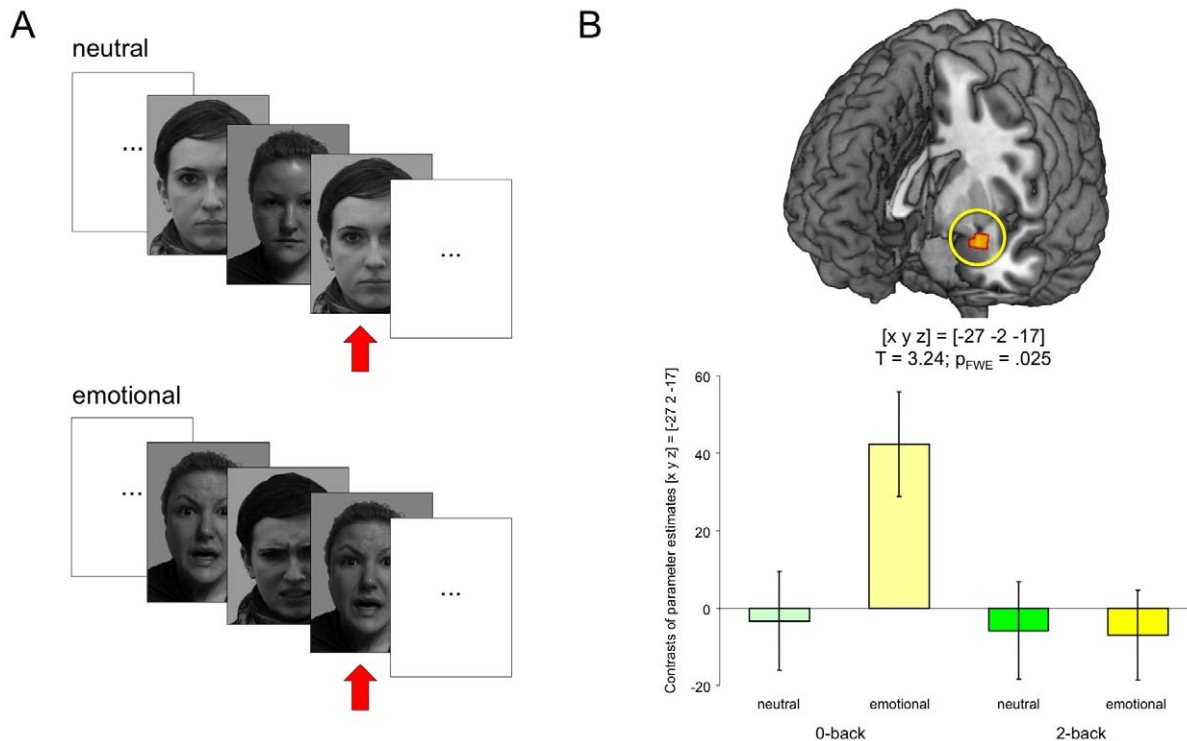 A
neutral
...
...
emotional
...
...
B
[x y z] = [-27 -2 -17]
T = 3.24; pFWE = .025
Contrasts of parameter estimates [x y z] = [-27 2 -17]
60
40
20
0
-20
neutral emotional neutral emotional
0-back 2-back